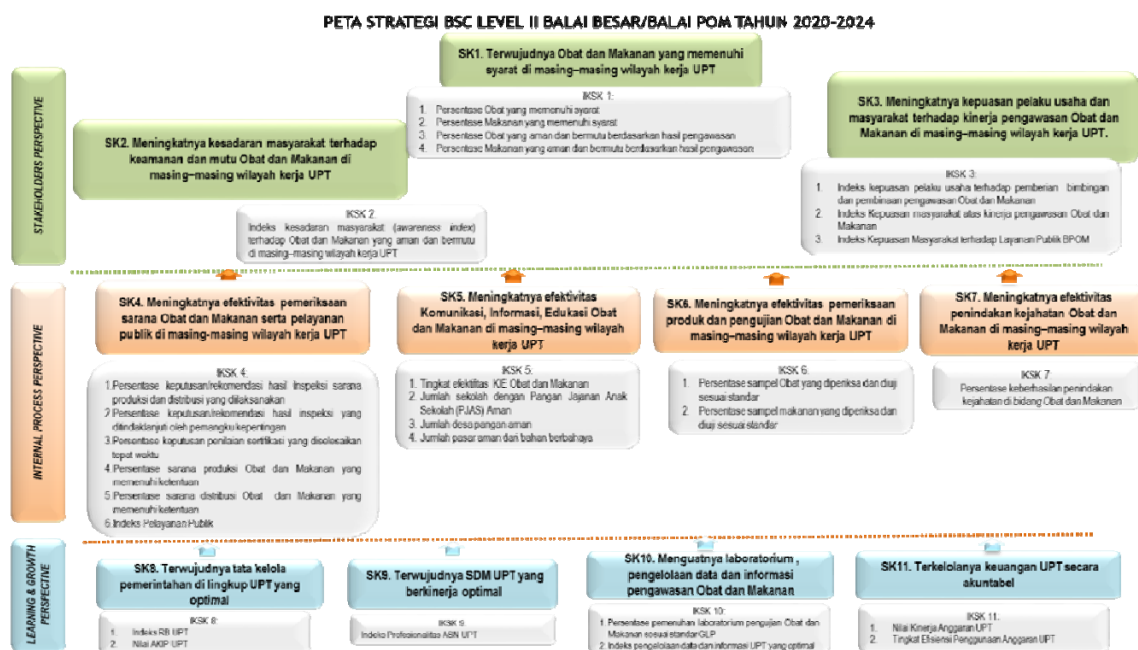 PETA STRATEGI BSC LEVEL II BALAI BESAR/BALAI POM TAHUN 2020-2024
STAKEHOLDERS PERSPECTIVE
SK1. Terwujudnya Obat dan Makanan yang memenuhi
syarat di masing–masing wilayah kerja UPT
IKSK 1:
1. Persentase Obat yang memenuhi syarat
2. Persentase Makanan yang memenuhi syarat
3. Persentase Obat yang aman dan bermutu berdasarkan hasil pengawasan
4. Persentase Makanan yang aman dan bermutu berdasarkan hasil pengawasan
SK2. Meningkatnya kesadaran masyarakat terhadap
keamanan dan mutu Obat dan Makanan di
masing–masing wilayah kerja UPT
IKSK 2:
Indeks kesadaran masyarakat (awareness index)
terhadap Obat dan Makanan yang aman dan bermutu
di masing–masing wilayah kerja UPT
SK3. Meningkatnya kepuasan pelaku usaha dan
masyarakat terhadap kinerja pengawasan Obat dan
Makanan di masing–masing wilayah kerja UPT.
IKSK 3:
1. Indeks kepuasan pelaku usaha terhadap pemberian bimbingan
dan pembinaan pengawasan Obat dan Makanan
2. Indeks Kepuasan masyarakat atas kinerja pengawasan Obat dan
Makanan
3. Indeks Kepuasan Masyarakat terhadap Layanan Publik BPOM
INTERNAL PROCESS PERSPECTIVE
SK4. Meningkatnya efektivitas pemeriksaan
sarana Obat dan Makanan serta pelayanan
publik di masing-masing wilayah kerja UPT
IKSK 4:
1.Persentase keputusan/rekomendasi hasil Inspeksi sarana
produksi dan distribusi yang dilaksanakan
2.Persentase keputusan/rekomendasi hasil inspeksi yang
ditindaklanjuti oleh pemangku kepentingan
3.Persentase keputusan penilaian sertifikasi yang diselesaikan
tepat waktu
4.Persentase sarana produksi Obat dan Makanan yang
memenuhi ketentuan
5.Persentase sarana distribusi Obat dan Makanan yang
memenuhi ketentuan
6.Indeks Pelayanan Publik
SK5. Meningkatnya efektivitas
Komunikasi, Informasi, Edukasi Obat
dan Makanan di masing–masing wilayah
kerja UPT
IKSK 5:
1. Tingkat efektifitas KIE Obat dan Makanan
2. Jumlah sekolah dengan Pangan Jajanan Anak
Sekolah (PJAS) Aman
3. Jumlah desa pangan aman
4. Jumlah pasar aman dari bahan berbahaya
SK6. Meningkatnya efektivitas pemeriksaan
produk dan pengujian Obat dan Makanan di
masing–masing wilayah kerja UPT
IKSK 6:
1. Persentase sampel Obat yang diperiksa dan diuji
sesuai standar
2. Persentase sampel makanan yang diperiksa dan
diuji sesuai standar
SK7. Meningkatnya efektivitas
penindakan kejahatan Obat dan
Makanan di masing–masing wilayah
kerja UPT
IKSK 7
Persentase keberhasilan penindakan
kejahatan di bidang Obat dan Makanan
LEARNING & GROWTH
PERSPECTIVE
SK8. Terwujudnya tata kelola
pemerintahan di lingkup UPT yang
optimal
IKSK 8:
1. Indeks RB UPT
2. Nilai AKIP UPT
SK9. Terwujudnya SDM UPT yang
berkinerja optimal
IKSK 9:
Indeks Profesionalitas ASN UPT
SK10. Menguatnya laboratorium ,
pengelolaan data dan informasi
pengawasan Obat dan Makanan
IKSK 10:
1. Persentase pemenuhan laboratorium pengujian Obat dan
Makanan sesuai standar GLP
2. Indeks pengelolaan data dan informasi UPT yang optimal
SK11. Terkelolanya keuangan UPT secara
akuntabel
IKSK 11:
1. Nilai Kinerja Anggaran UPT
2. Tingkat Efisiensi Penggunaan Anggaran UPT